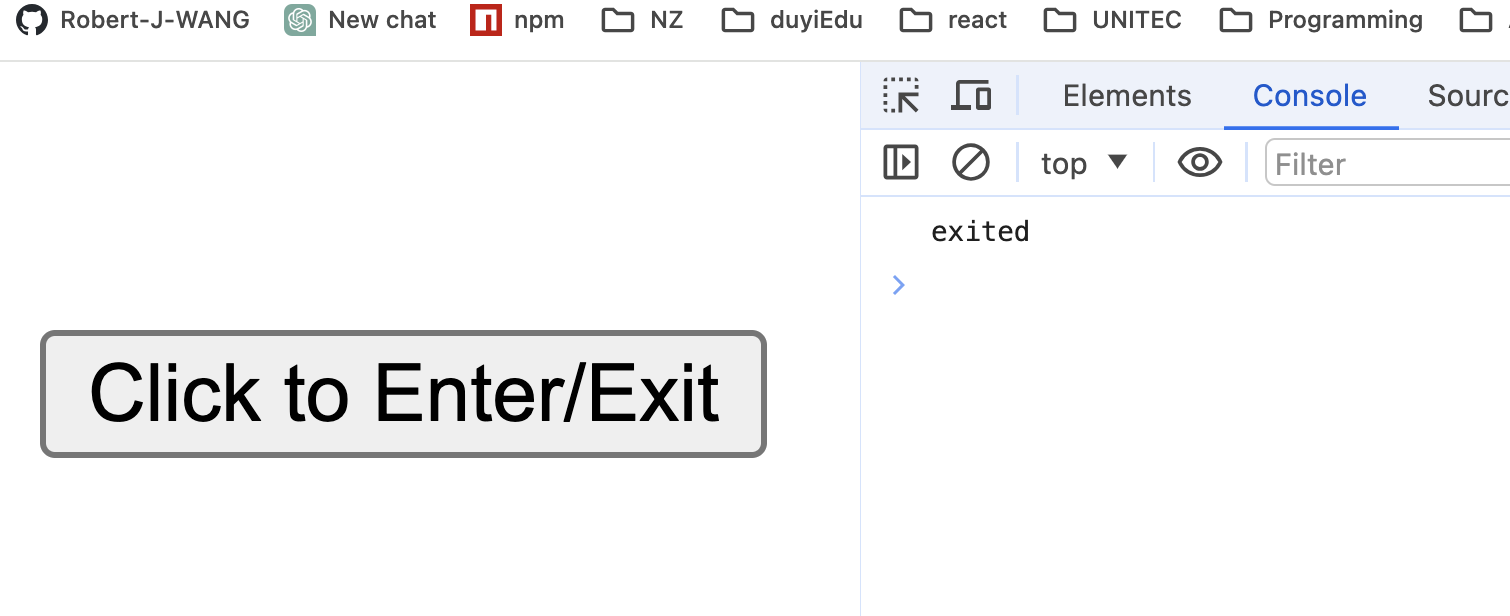 Robert-J-WANG New chat npm NZ duyiEdu react UNITEC Programming
Elements Console Sourc
top Filter
exited
Click to Enter/Exit